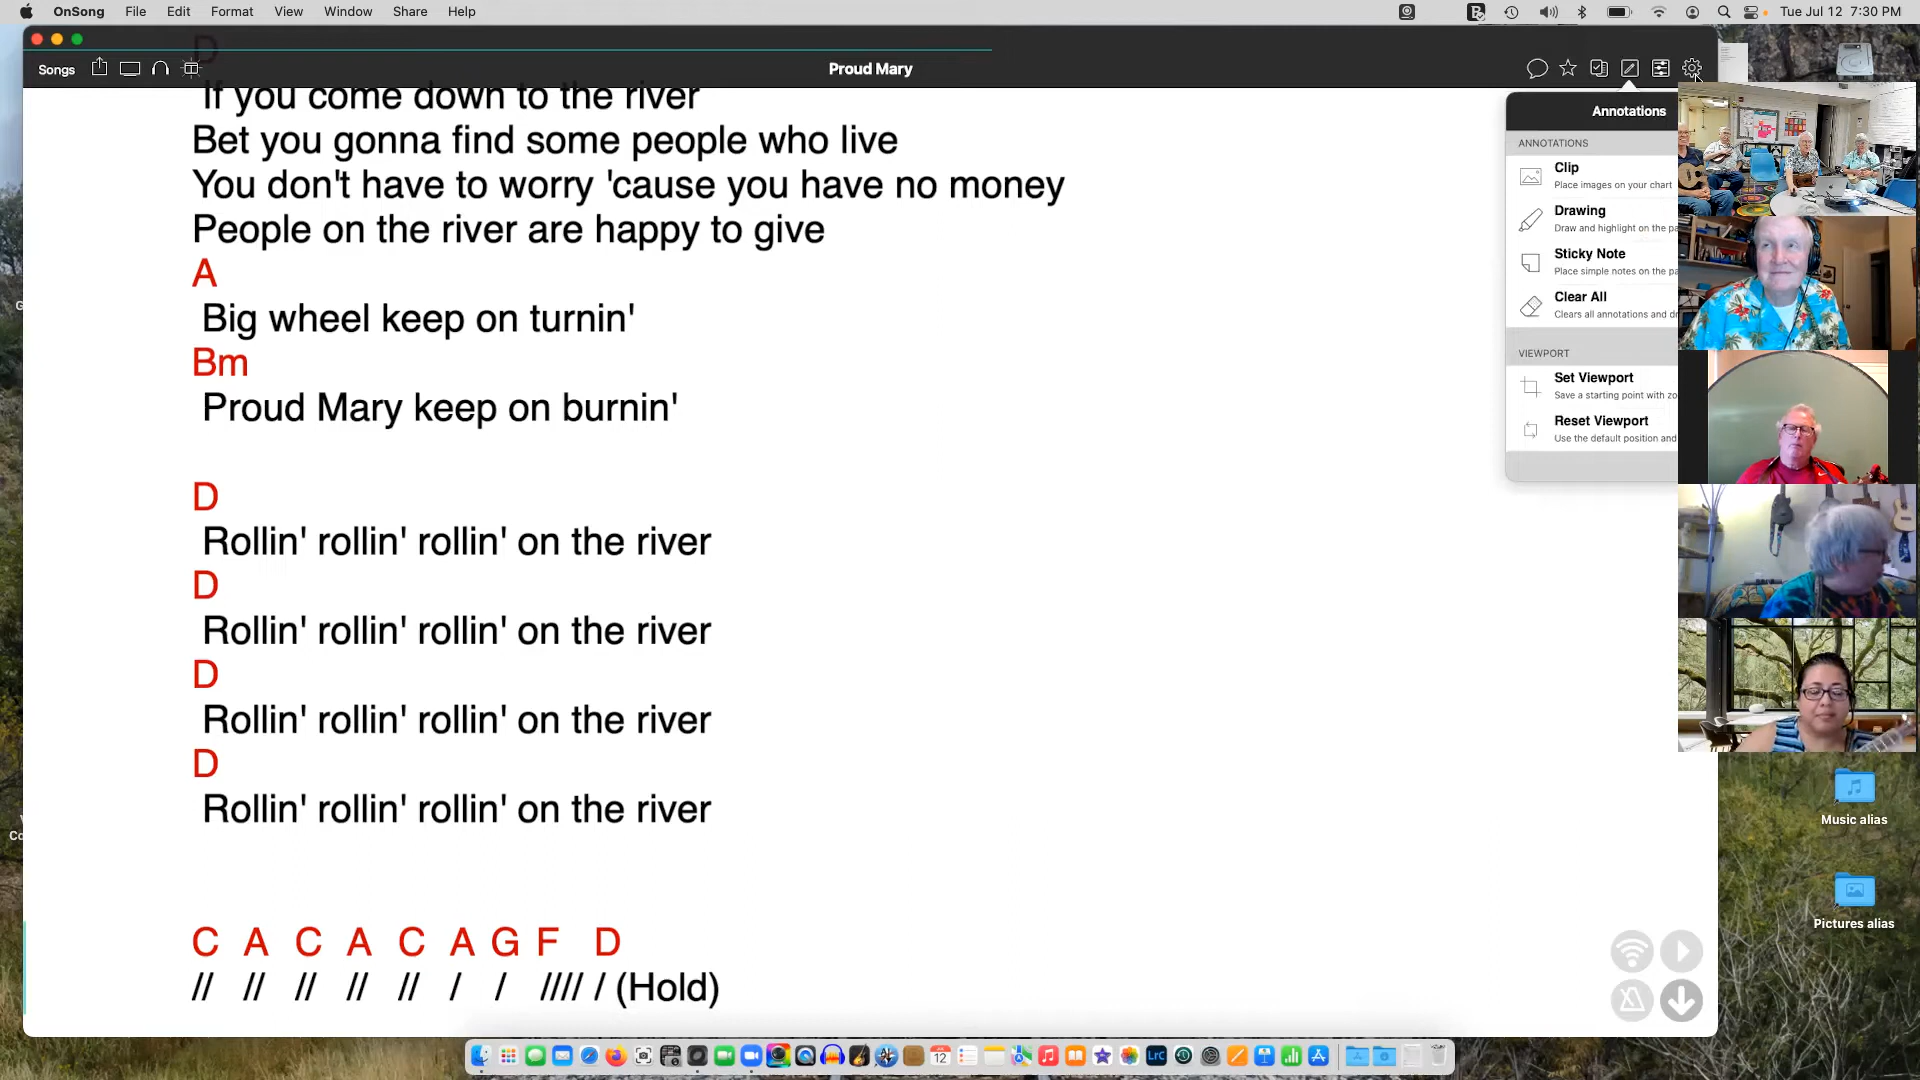 OnSong File Edit Format View Window Share Help
Tue Jul 12 7:30 PM
Songs
Proud Mary
D
If you come down to the river
Bet you gonna find some people who live
You don't have to worry 'cause you have no money
People on the river are happy to give
A
Big wheel keep on turnin'
Bm
Proud Mary keep on burnin'
D
Rollin' rollin' rollin' on the river
D
Rollin' rollin' rollin' on the river
D
Rollin' rollin' rollin' on the river
D
Rollin' rollin' rollin' on the river
C A C A C A G F D
// // // // // / / //// / (Hold)
Annotations
ANNOTATIONS
Clip
Place images on your chart
Drawing
Draw and highlight on the pa
Sticky Note
Place simple notes on the pa
Clear All
Clears all annotations and dr
VIEWPORT
Set Viewport
Save a starting point with zo
Reset Viewport
Use the default position and
Music alias
Pictures alias
12
LrC